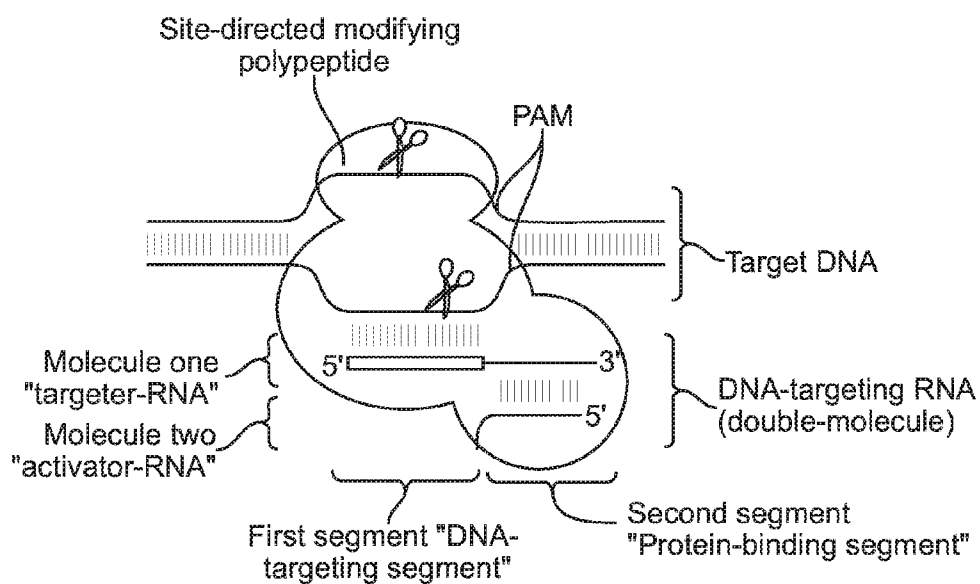 Site-directed modifying
polypeptide
PAM
Target DNA
Molecule one
"targeter-RNA"
5'
3'
Molecule two
"activator-RNA"
5'
DNA-targeting RNA
(double-molecule)
First segment "DNA-
targeting segment"
Second segment
"Protein-binding segment"